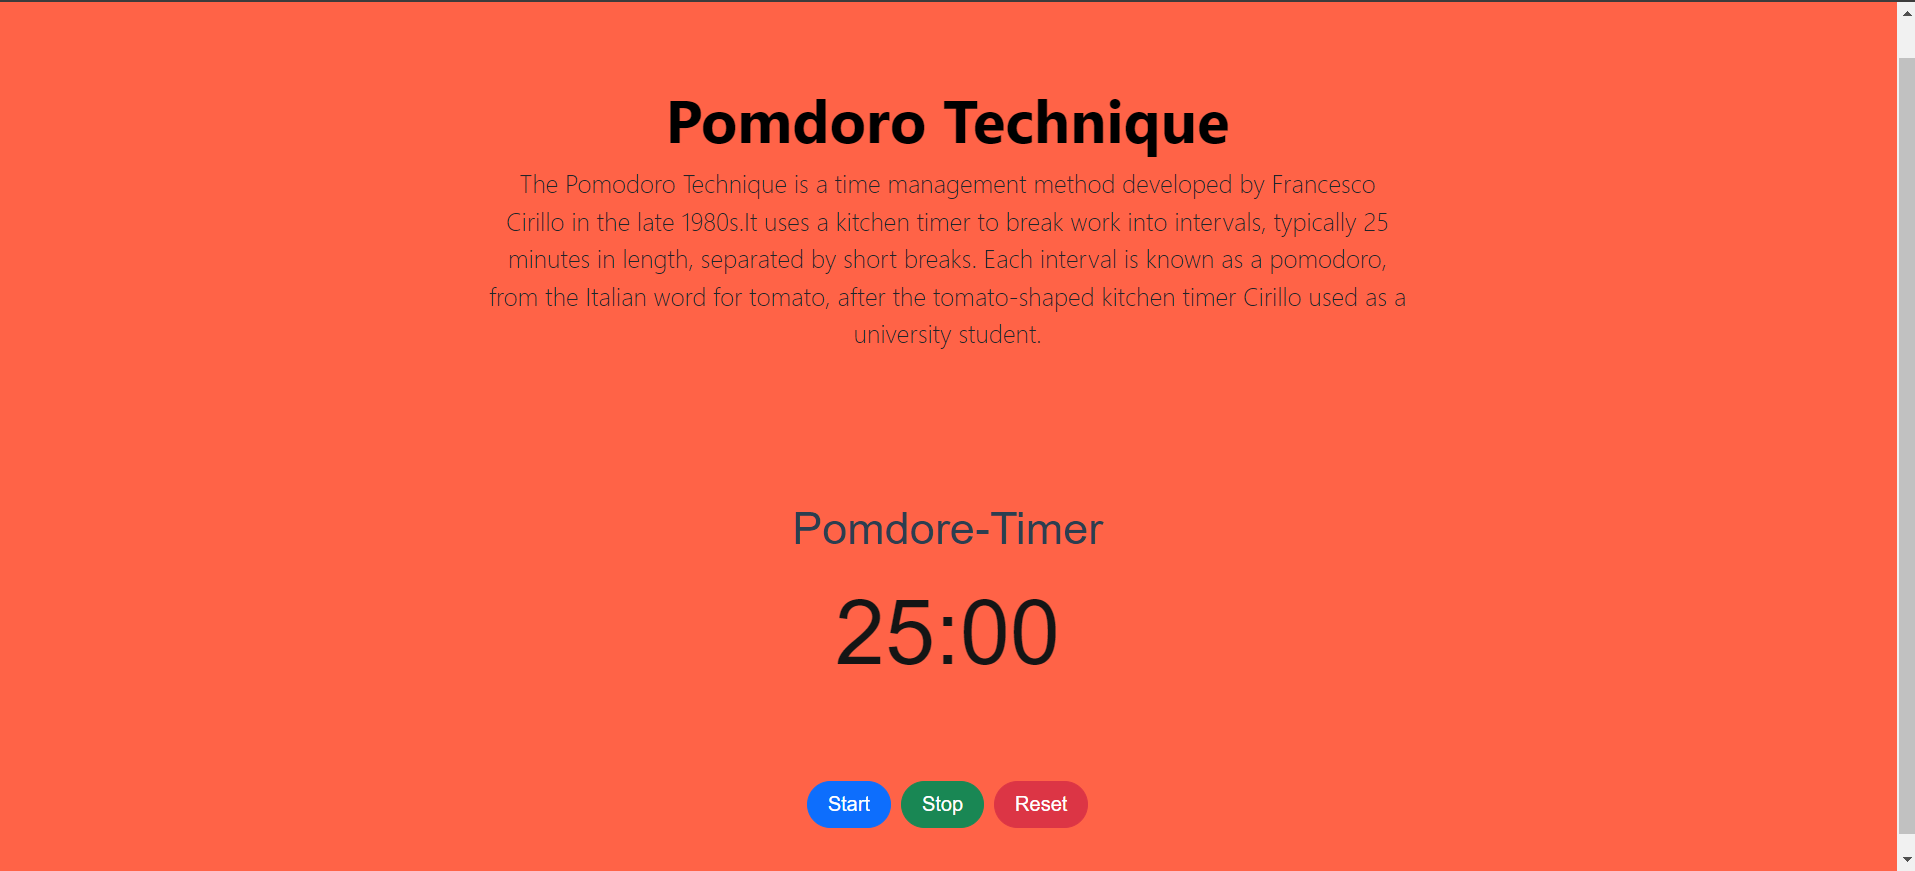 Pomdoro Technique
The Pomodoro Technique is a time management method developed by Francesco
Cirillo in the late 1980s.It uses a kitchen timer to break work into intervals, typically 25
minutes in length, separated by short breaks. Each interval is known as a pomodoro,
from the Italian word for tomato, after the tomato-shaped kitchen timer Cirillo used as a
university student.
Pomdore-Timer
25:00
Start Stop Reset